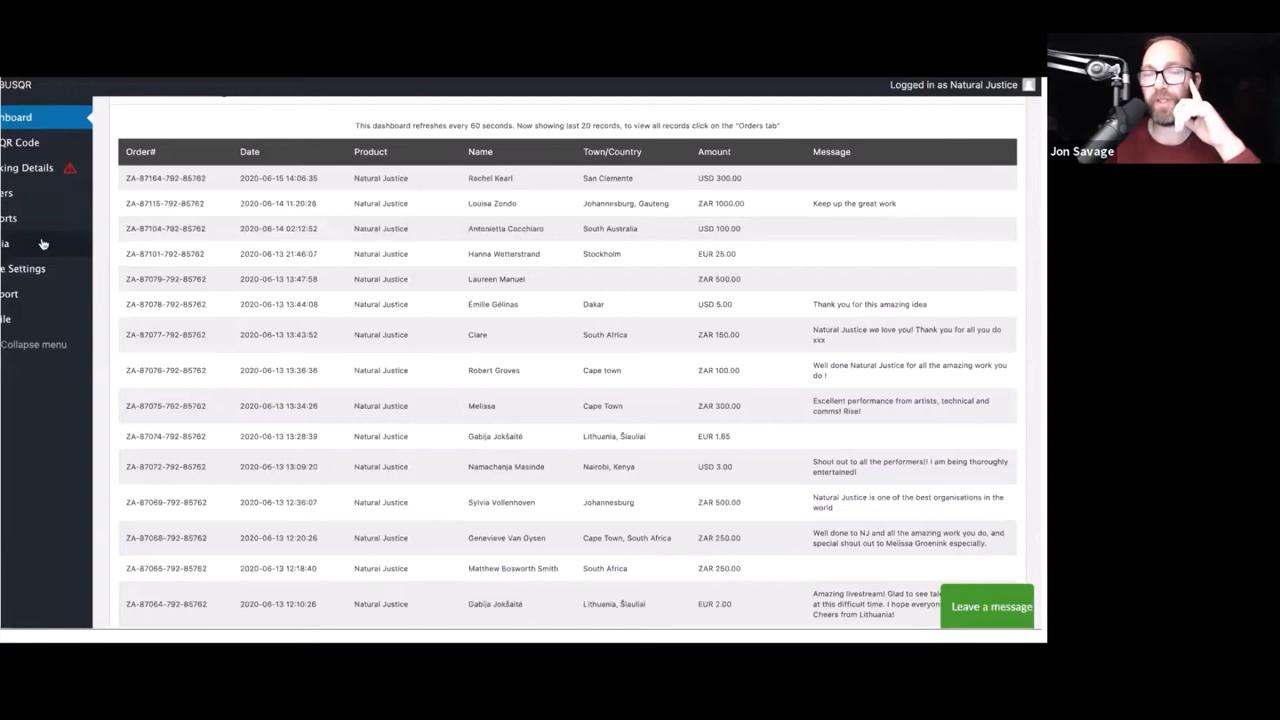 BUSQR
Logged in as Natural Justice
hboard
QR Code
king Details
ers
orts
ia
e Settings
port
ile
Collapse menu
This dashboard refreshes every 60 seconds. Now showing last 20 records, to view all records click on the "Orders tab"
Order# Date Product Name Town/Country Amount Message
ZA-87164-792-85762 2020-06-15 14:06:35 Natural Justice Rachel Kearl San Clemente USD 300.00
ZA-87115-792-85762 2020-06-14 11:20:28 Natural Justice Louisa Zondo Johannesburg, Gauteng ZAR 1000.00 Keep up the great work
ZA-87104-792-85762 2020-06-14 02:12:52 Natural Justice Antonietta Cocchiaro South Australia USD 100.00
ZA-87101-792-85762 2020-06-13 21:46:07 Natural Justice Hanna Wetterstrand Stockholm EUR 25.00
ZA-87079-792-85762 2020-06-13 13:47:58 Natural Justice Laureen Manuel ZAR 500.00
ZA-87078-792-85762 2020-06-13 13:44:08 Natural Justice Émilie Gélinas Dakar USD 5.00 Thank you for this amazing idea
ZA-87077-792-85762 2020-06-13 13:43:52 Natural Justice Clare South Africa ZAR 150.00 Natural Justice we love you! Thank you for all you do
xxx
ZA-87076-792-85762 2020-06-13 13:36:36 Natural Justice Robert Groves Cape town ZAR 100.00 Well done Natural Justice for all the amazing work you
do !
ZA-87075-792-85762 2020-06-13 13:34:26 Natural Justice Melissa Cape Town ZAR 300.00 Excellent performance from artists, technical and
comms! Rise!
ZA-87074-792-85762 2020-06-13 13:28:39 Natural Justice Gabija Jokšaitė Lithuania, Šiauliai EUR 1.65
ZA-87072-792-85762 2020-06-13 13:09:20 Natural Justice Namachanja Masinde Nairobi, Kenya USD 3.00 Shout out to all the performers!! I am being thoroughly
entertained!
ZA-87069-792-85762 2020-06-13 12:36:07 Natural Justice Sylvia Vollenhoven Johannesburg ZAR 500.00 Natural Justice is one of the best organisations in the
world
ZA-87068-792-85762 2020-06-13 12:20:26 Natural Justice Genevieve Van Gysen Cape Town, South Africa ZAR 250.00 Well done to NJ and all the amazing work you do, and
special shout out to Melissa Groenink especially.
ZA-87065-792-85762 2020-06-13 12:18:40 Natural Justice Matthew Bosworth Smith South Africa ZAR 250.00
ZA-87064-792-85762 2020-06-13 12:10:26 Natural Justice Gabija Jokšaitė Lithuania, Šiauliai EUR 2.00 Amazing livestream! Glad to see tal
at this difficult time. I hope everyon
Cheers from Lithuania!
Leave a message
Jon Savage